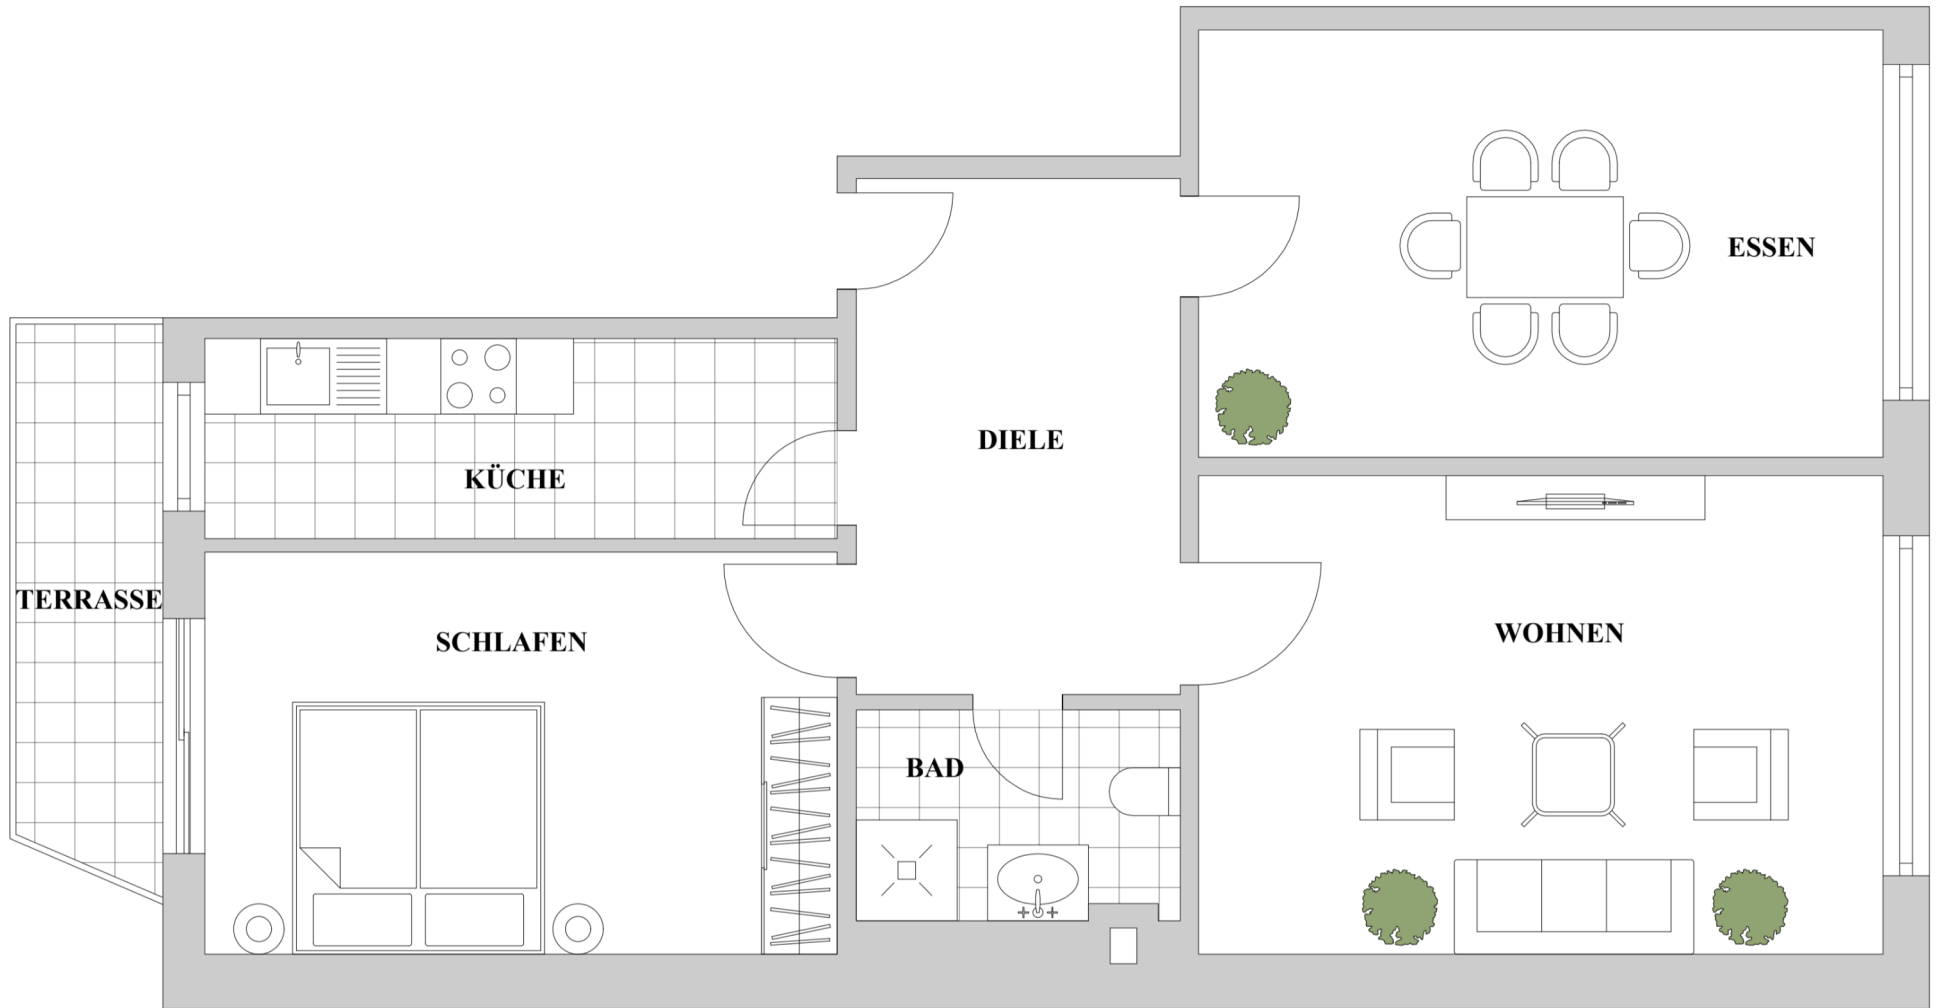 ESSEN
DIELE
KÜCHE
TERRASSE
SCHLAFEN
WOHNEN
BAD